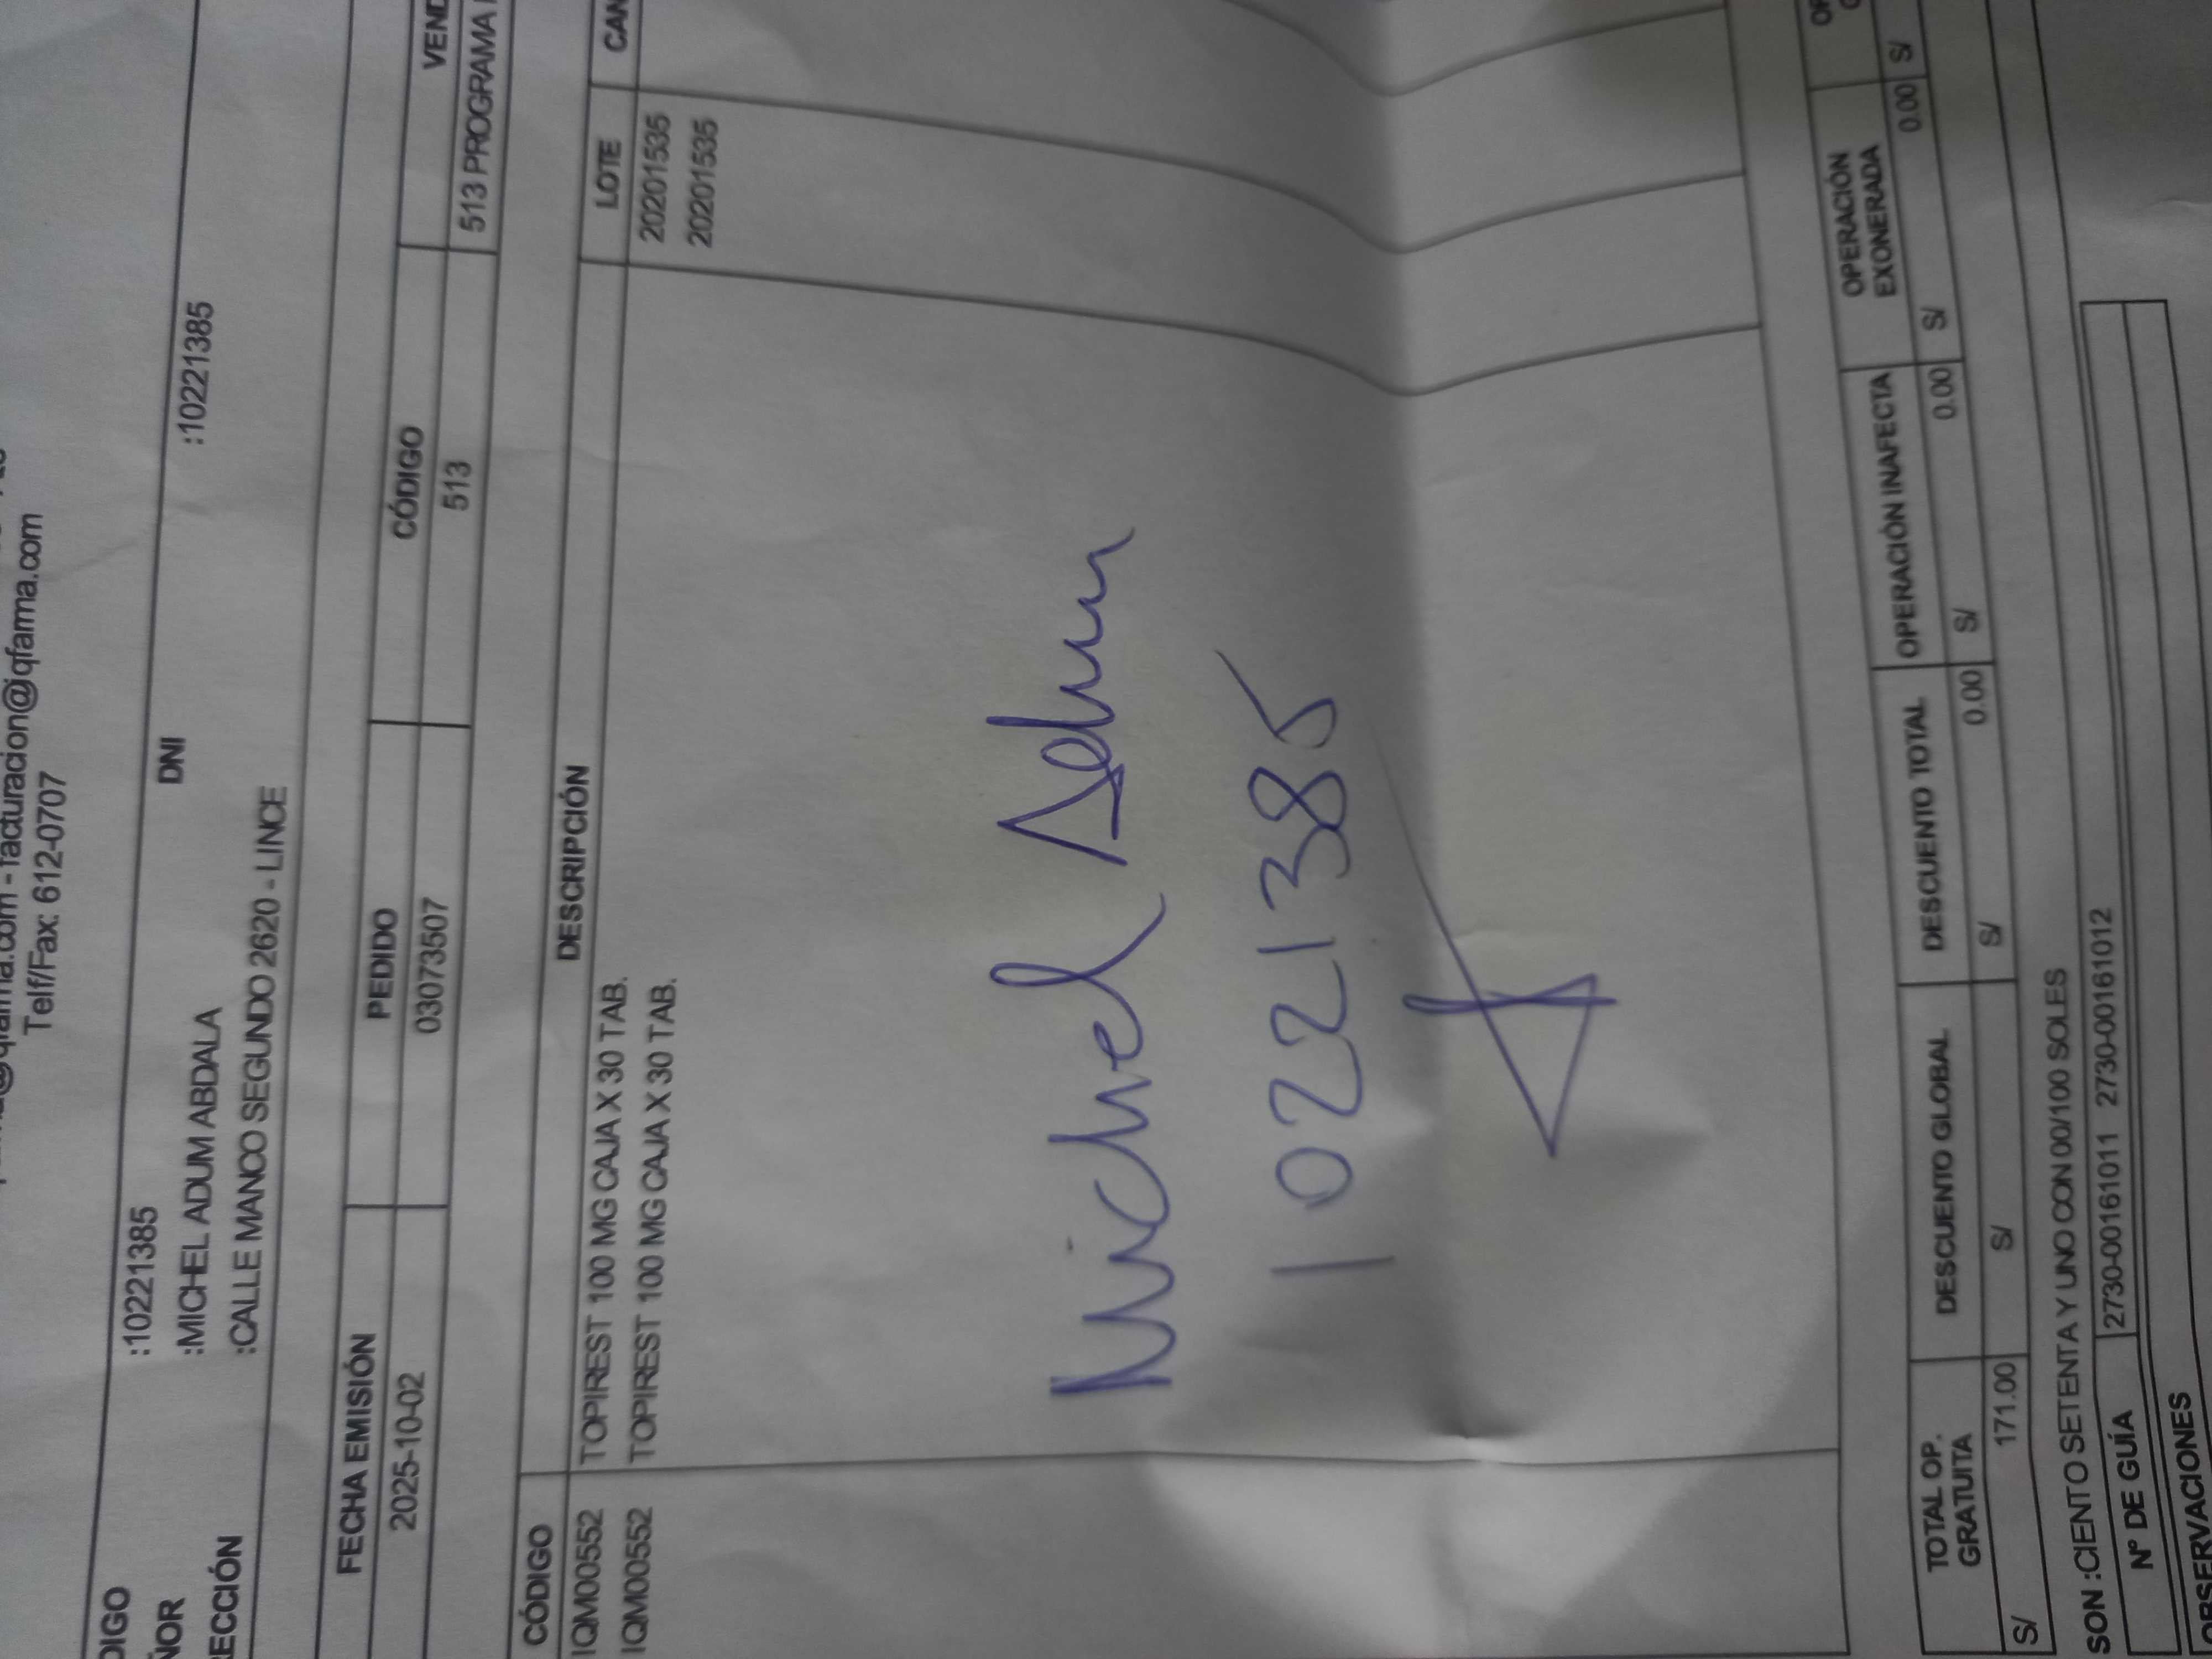 @qfarma.com - facturacion@qfarma.com
Telf/Fax: 612-0707
:10221385 DNI :10221385
:MICHEL ADUM ABDALA
RECCIÓN :CALLE MANCO SEGUNDO 2620 - LINCE
FECHA EMISIÓN PEDIDO CÓDIGO VEND
2025-10-02 03073507 513 513 PROGRAMA
CÓDIGO DESCRIPCIÓN LOTE CAN
IQM00552 TOPIREST 100 MG CAJA X 30 TAB. 20201535
IQM00552 TOPIREST 100 MG CAJA X 30 TAB. 20201535
Michel Adum
10221385
TOTAL OP. GRATUITA DESCUENTO GLOBAL DESCUENTO TOTAL OPERACIÓN INAFECTA OPERACIÓN EXONERADA OP
S/ 171.00 S/ S/ 0.00 S/ 0.00 S/ 0.00 S/
SON :CIENTO SETENTA Y UNO CON 00/100 SOLES
Nº DE GUÍA 2730-00161011 2730-00161012
OBSERVACIONES